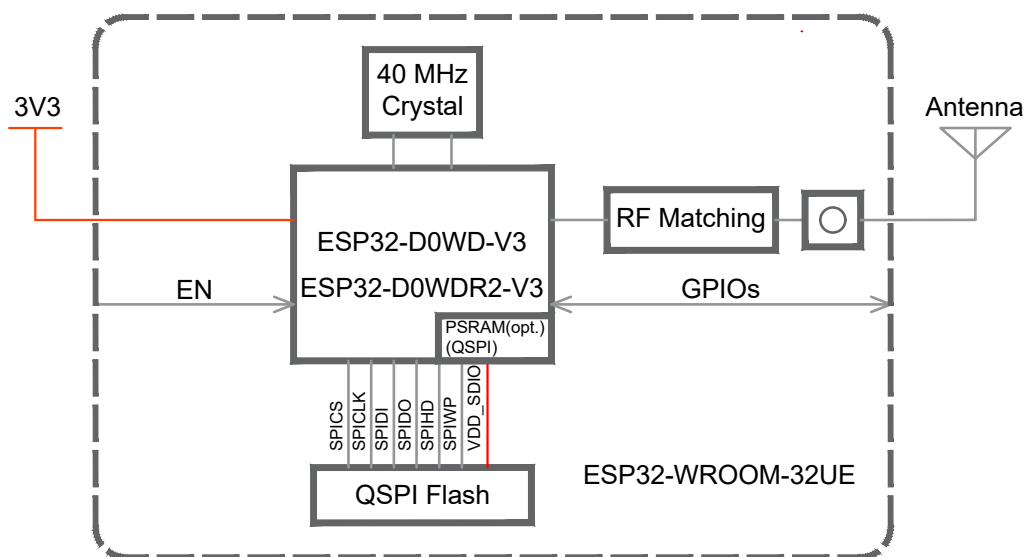 40 MHz
Crystal
3V3
Antenna
RF Matching
ESP32-D0WD-V3
ESP32-D0WDR2-V3
EN
GPIOs
PSRAM(opt.)
(QSPI)
SPICS
SPICLK
SPIDI
SPIDO
SPIHD
SPIWP
VDD_SDIO
QSPI Flash
ESP32-WROOM-32UE